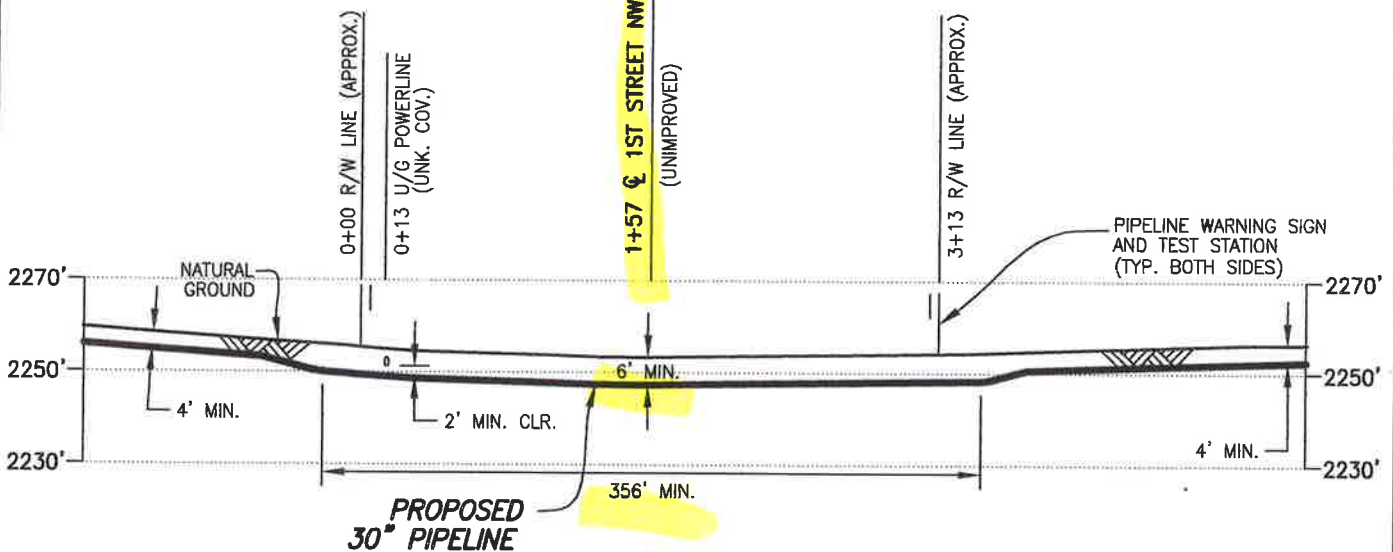 0+00 R/W LINE (APPROX.)
0+13 U/G POWERLINE
(UNK. COV.)
1+57 ℄ 1ST STREET NW
(UNIMPROVED)
3+13 R/W LINE (APPROX.)
PIPELINE WARNING SIGN
AND TEST STATION
(TYP. BOTH SIDES)
NATURAL
GROUND
2270'
2270'
2250'
2250'
6' MIN.
4' MIN.
2' MIN. CLR.
4' MIN.
2230'
2230'
356' MIN.
PROPOSED
30" PIPELINE